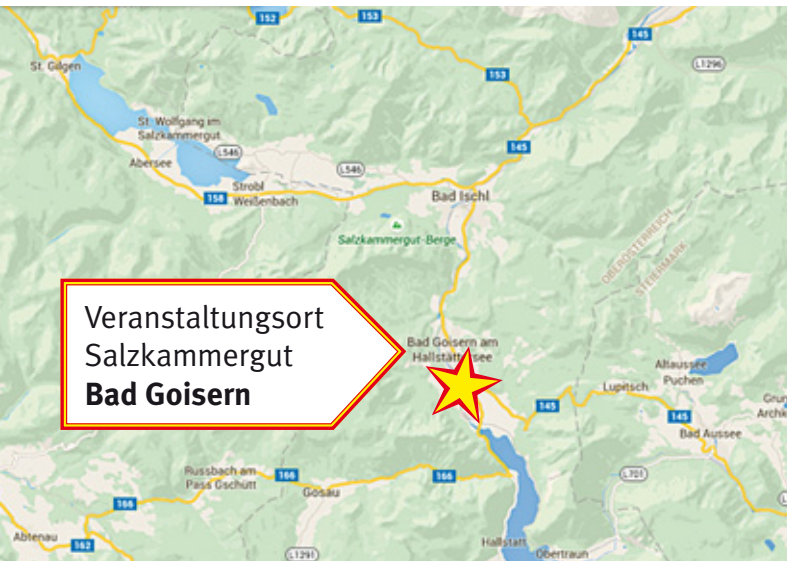 152
153
145
St. Gilgen
L1296
153
St. Wolfgang im
Salzkammergut
L546
145
Abersee
L546
Strobl
158
Weißenbach
Bad Ischl
Salzkammergut-Berge
OBERÖSTERREICH
STEIERMARK
Veranstaltungsort
Salzkammergut
Bad Goisern
Bad Goisern am
Altaussee
Puchen
Lupitsch
145
145
Bad Aussee
Russbach am
Pass Gschütt
166
Gosau
166
L701
166
Abtenau
162
L1291
Hallstatt
Obertraun